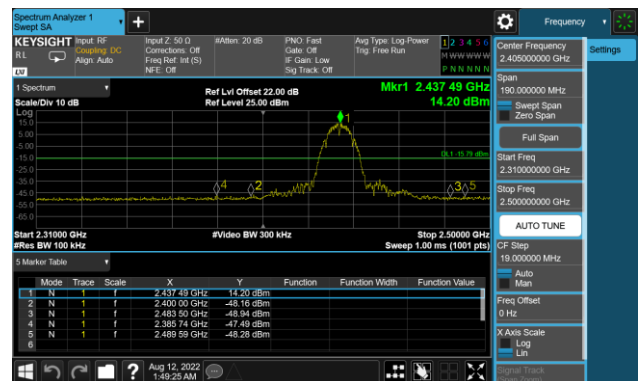 Spectrum Analyzer 1
Swept SA
Frequency
KEYSIGHT
RL
LXI
Input: RF
Coupling: DC
Align: Auto
Input Z: 50 Ω
Corrections: Off
Freq Ref: Int (S)
NFE: Off
#Atten: 20 dB
PNO: Fast
Gate: Off
IF Gain: Low
Sig Track: Off
Avg Type: Log-Power
Trig: Free Run
1 2 3 4 5 6
M W W W W W
P N N N N N
1 Spectrum
Scale/Div 10 dB
Ref Lvl Offset 22.00 dB
Ref Level 25.00 dBm
Mkr1 2.437 49 GHz
14.20 dBm
Log
15.0
5.00
-5.00
-15.0
-25.0
-35.0
-45.0
-55.0
-65.0
1
DL1 -15.79 dBm
4
2
3
5
Start 2.31000 GHz
#Res BW 100 kHz
#Video BW 300 kHz
Stop 2.50000 GHz
Sweep 1.00 ms (1001 pts)
5 Marker Table
Mode Trace Scale X Y Function Function Width Function Value
1 N 1 f 2.437 49 GHz 14.20 dBm
2 N 1 f 2.400 00 GHz -48.16 dBm
3 N 1 f 2.483 50 GHz -48.94 dBm
4 N 1 f 2.385 74 GHz -47.49 dBm
5 N 1 f 2.489 59 GHz -48.28 dBm
6
Aug 12, 2022
1:49:25 AM
Center Frequency
2.405000000 GHz
Settings
Span
190.000000 MHz
Swept Span
Zero Span
Full Span
Start Freq
2.310000000 GHz
Stop Freq
2.500000000 GHz
AUTO TUNE
CF Step
19.000000 MHz
Auto
Man
Freq Offset
0 Hz
X Axis Scale
Log
Lin
Signal Track